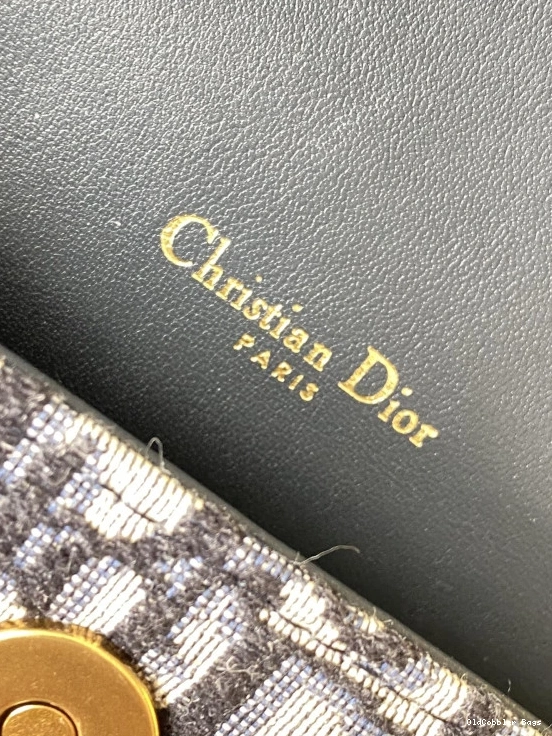 Christian Dior
PARIS
OldCobbler Bags